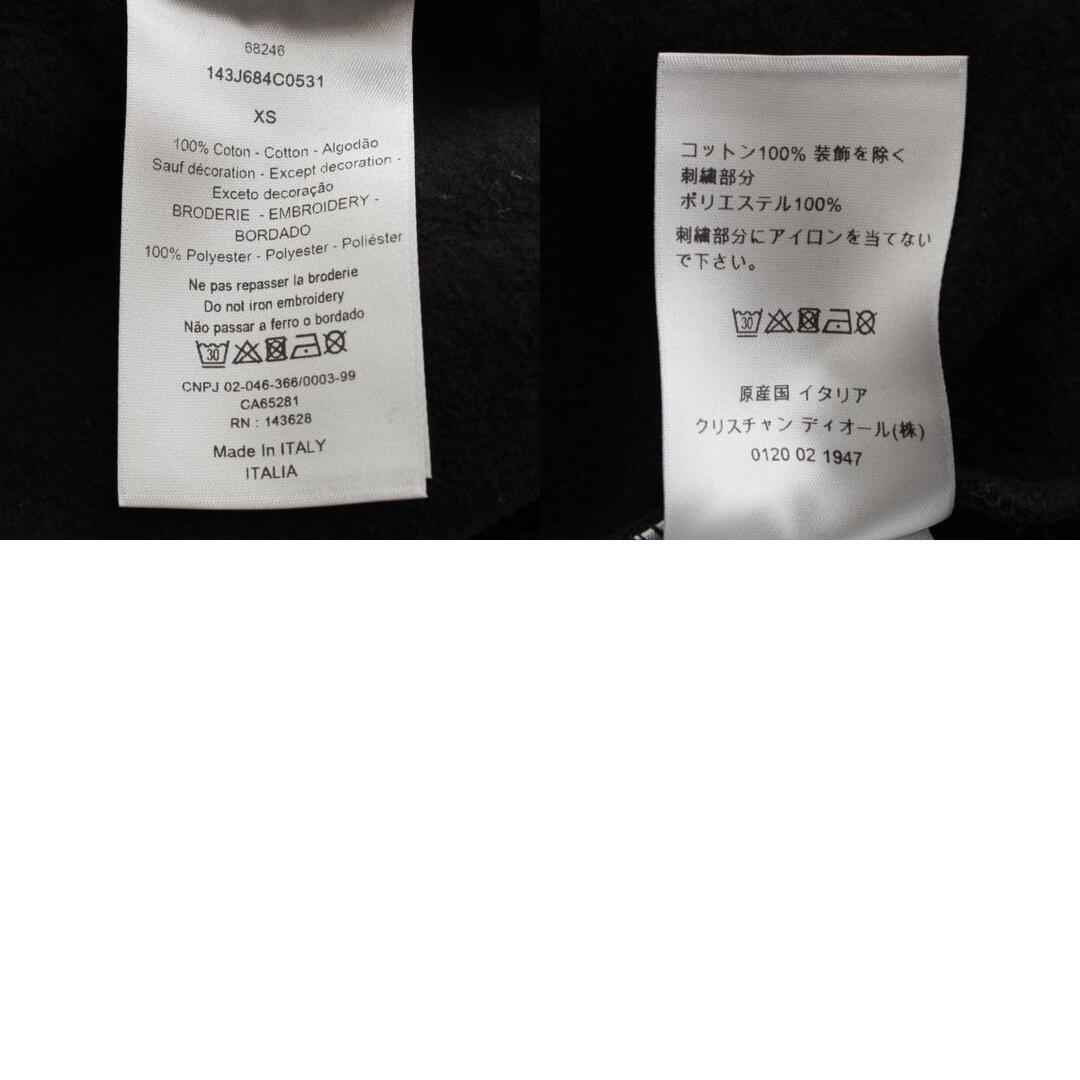 68246
143J684C0531
XS
100% Coton - Cotton - Algodão
Sauf décoration - Except decoration -
Exceto decoração
BRODERIE - EMBROIDERY -
BORDADO
100% Polyester - Polyester - Poliéster
Ne pas repasser la broderie
Do not iron embroidery
Não passar a ferro o bordado
30
CNPJ 02-046-366/0003-99
CA65281
RN : 143628
Made In ITALY
ITALIA
コットン100% 装飾を除く
刺繍部分
ポリエステル100%
刺繍部分にアイロンを当てない
で下さい。
30
原産国 イタリア
クリスチャン ディオール(株)
0120 02 1947